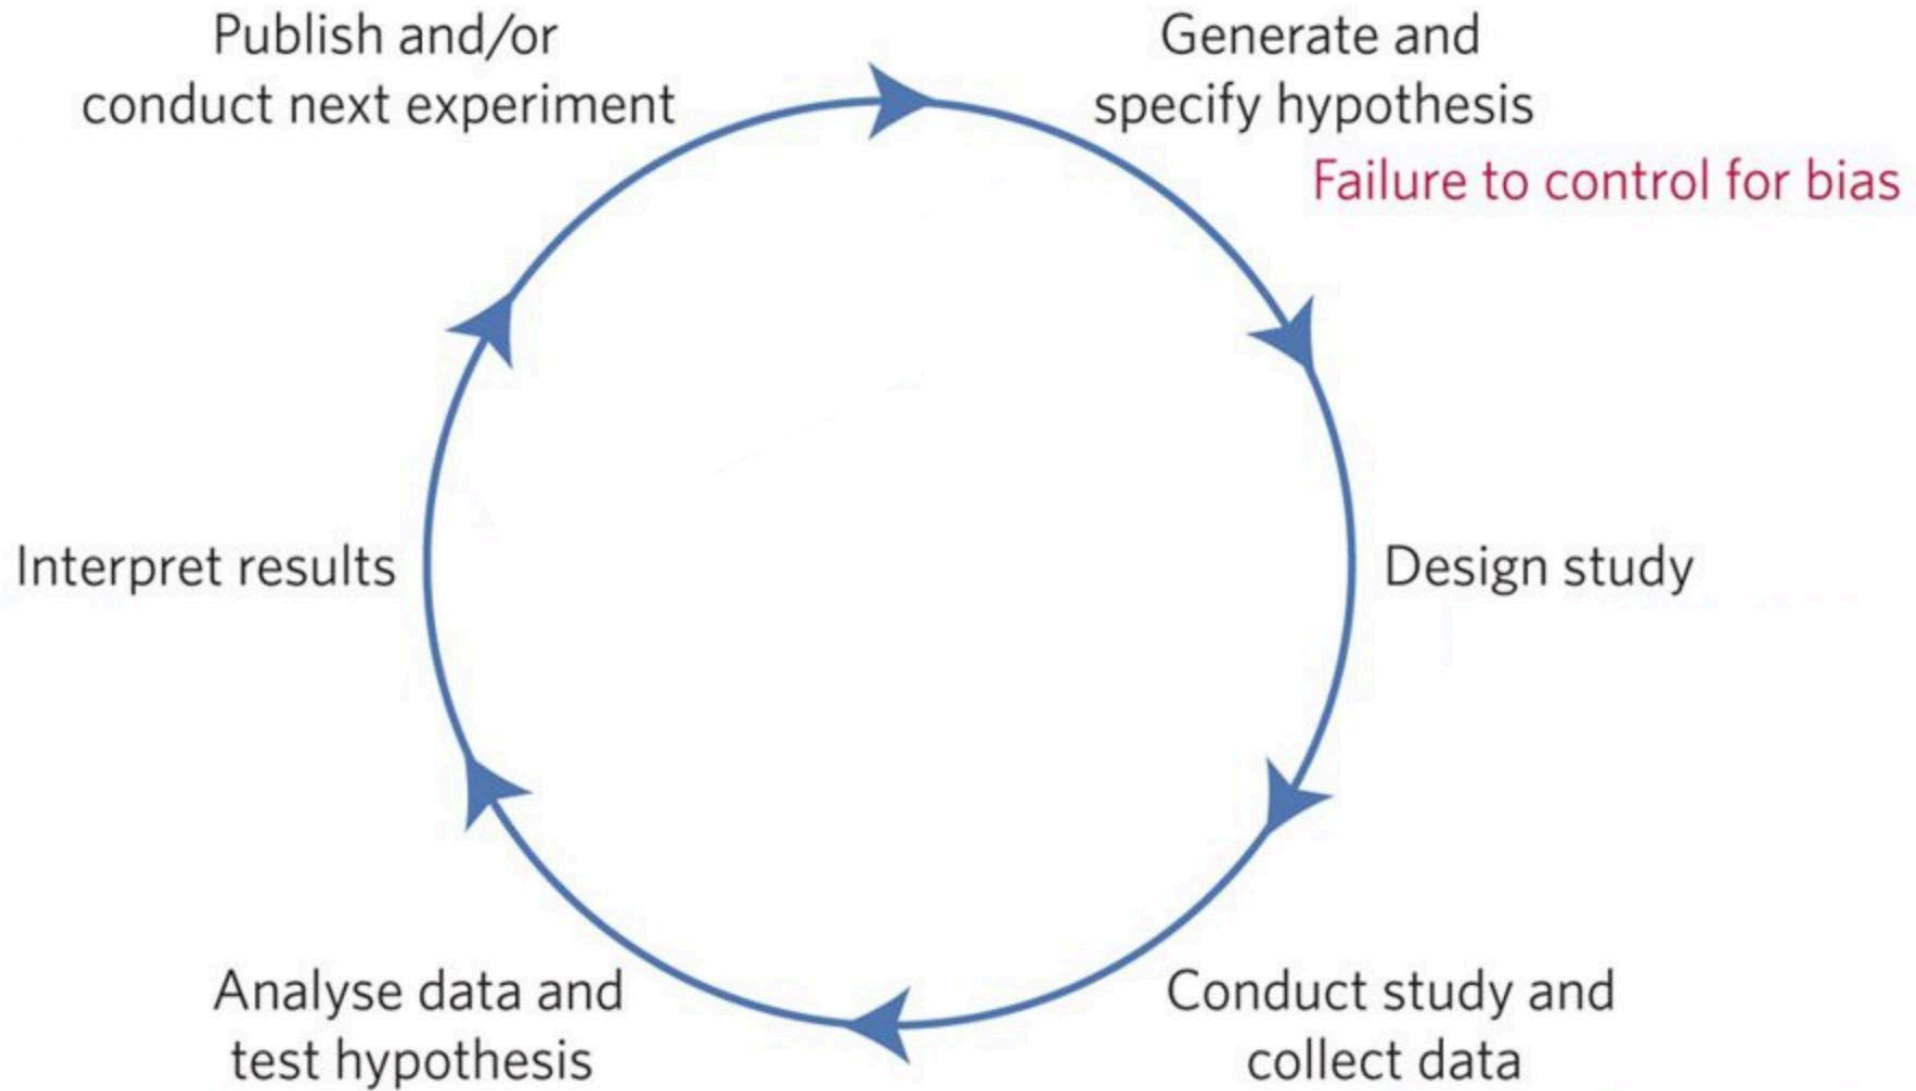 Publish and/or
conduct next experiment
Generate and
specify hypothesis
Failure to control for bias
Interpret results
Design study
Analyse data and
test hypothesis
Conduct study and
collect data